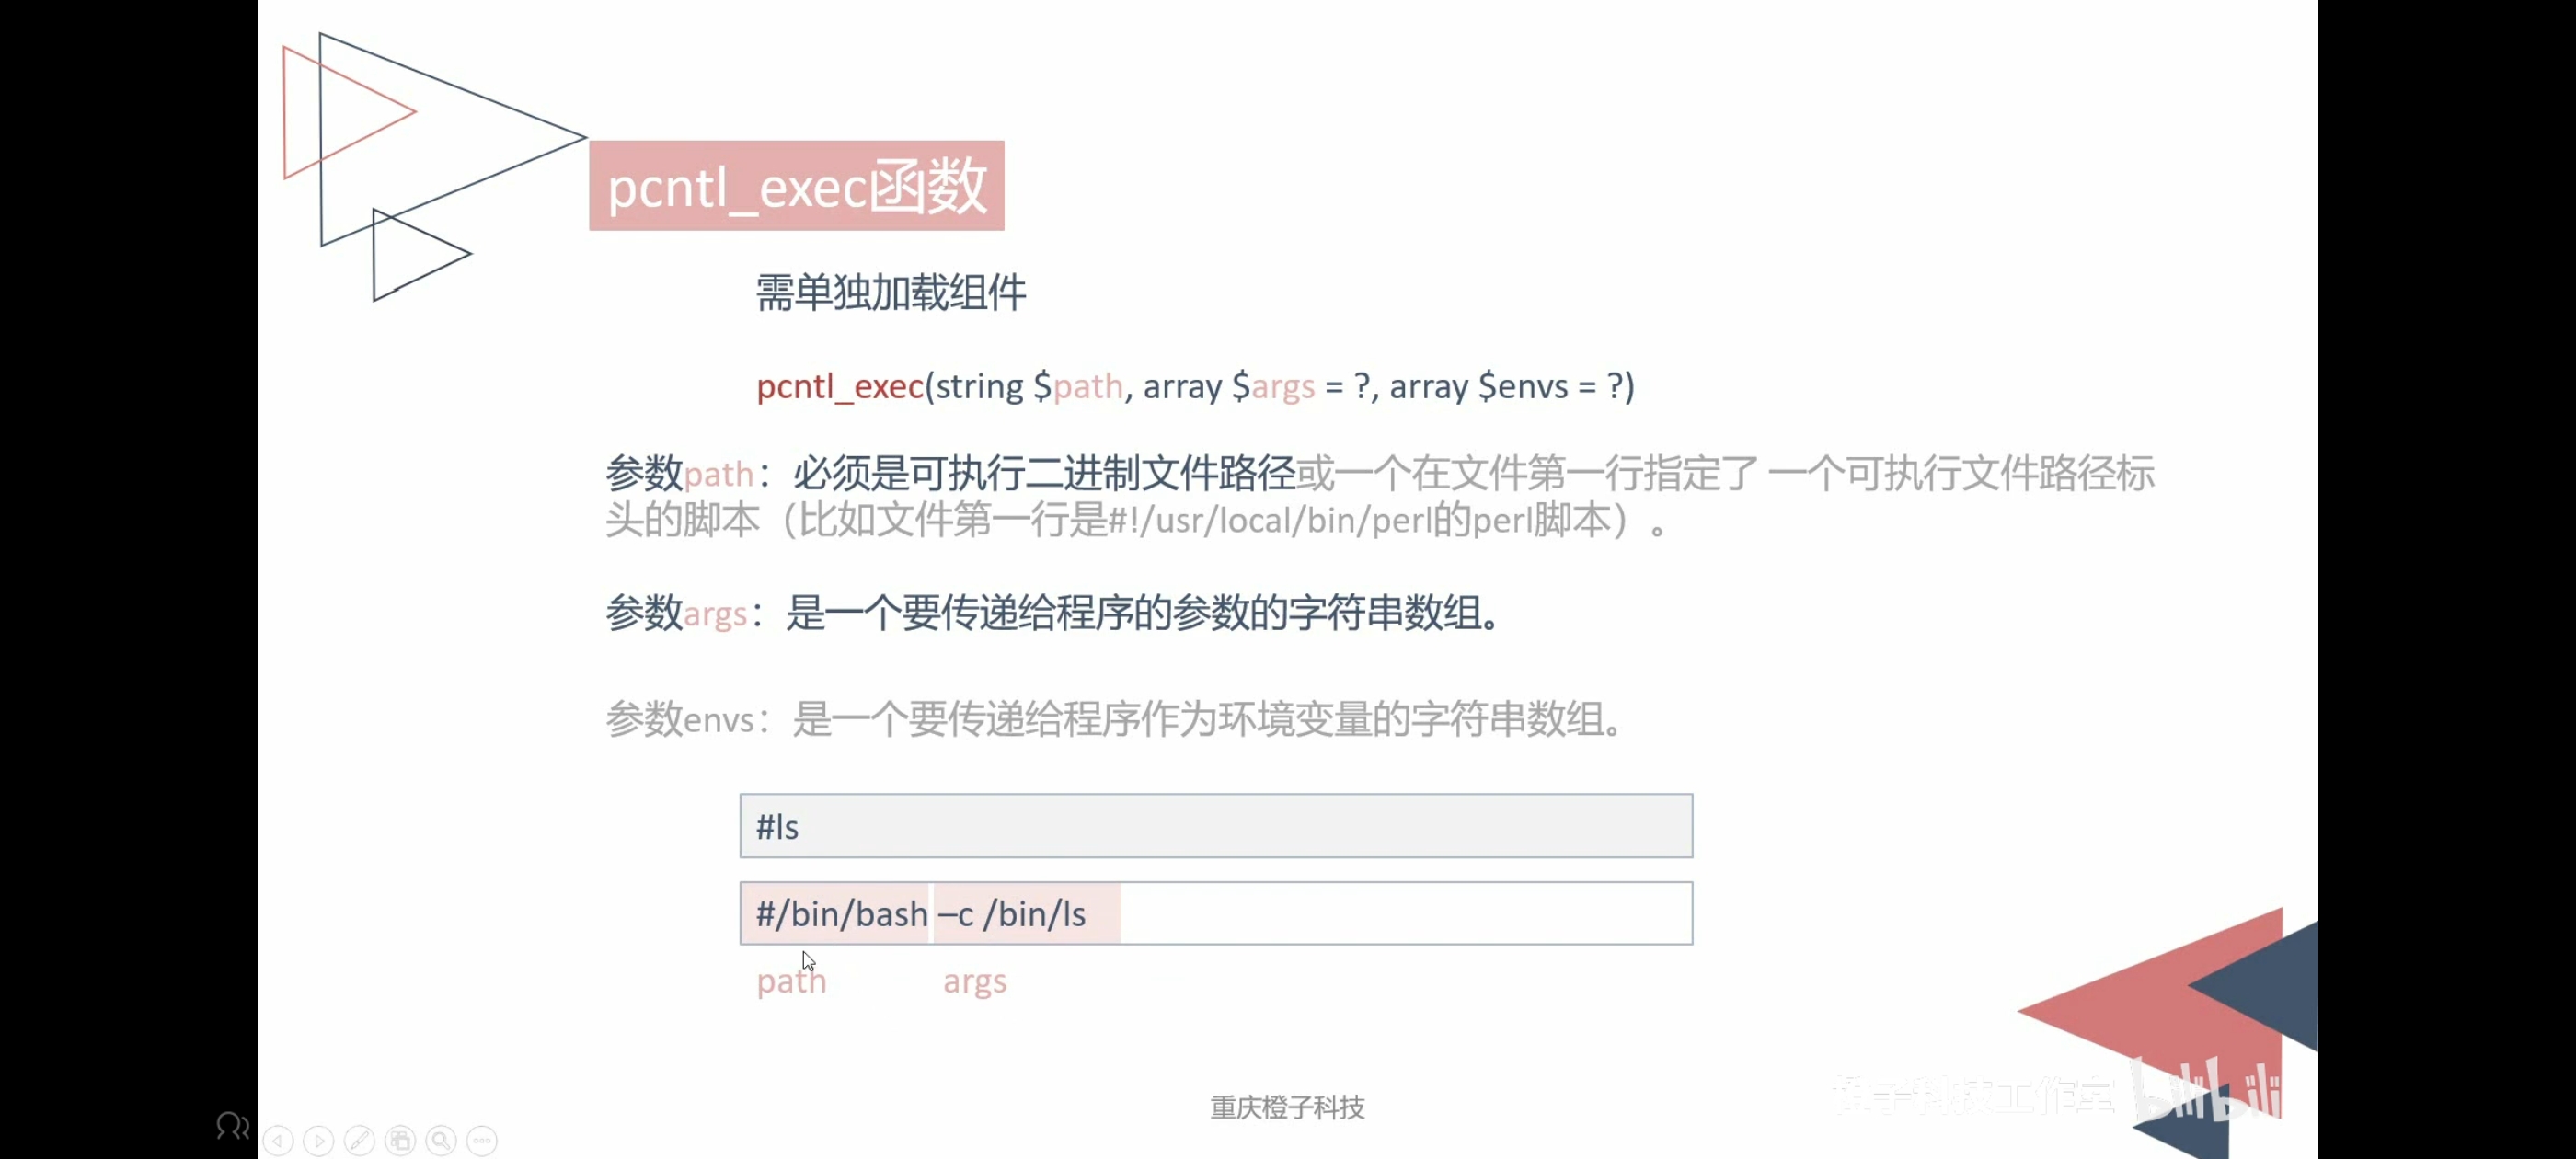 pcntl_exec函数
需单独加载组件
pcntl_exec(string $path, array $args = ?, array $envs = ?)
参数path：必须是可执行二进制文件路径或一个在文件第一行指定了 一个可执行文件路径标
头的脚本（比如文件第一行是#!/usr/local/bin/perl的perl脚本）。
参数args：是一个要传递给程序的参数的字符串数组。
参数envs：是一个要传递给程序作为环境变量的字符串数组。
#ls
#/bin/bash –c /bin/ls
path args
重庆橙子科技
橙子科技工作室 bilibili